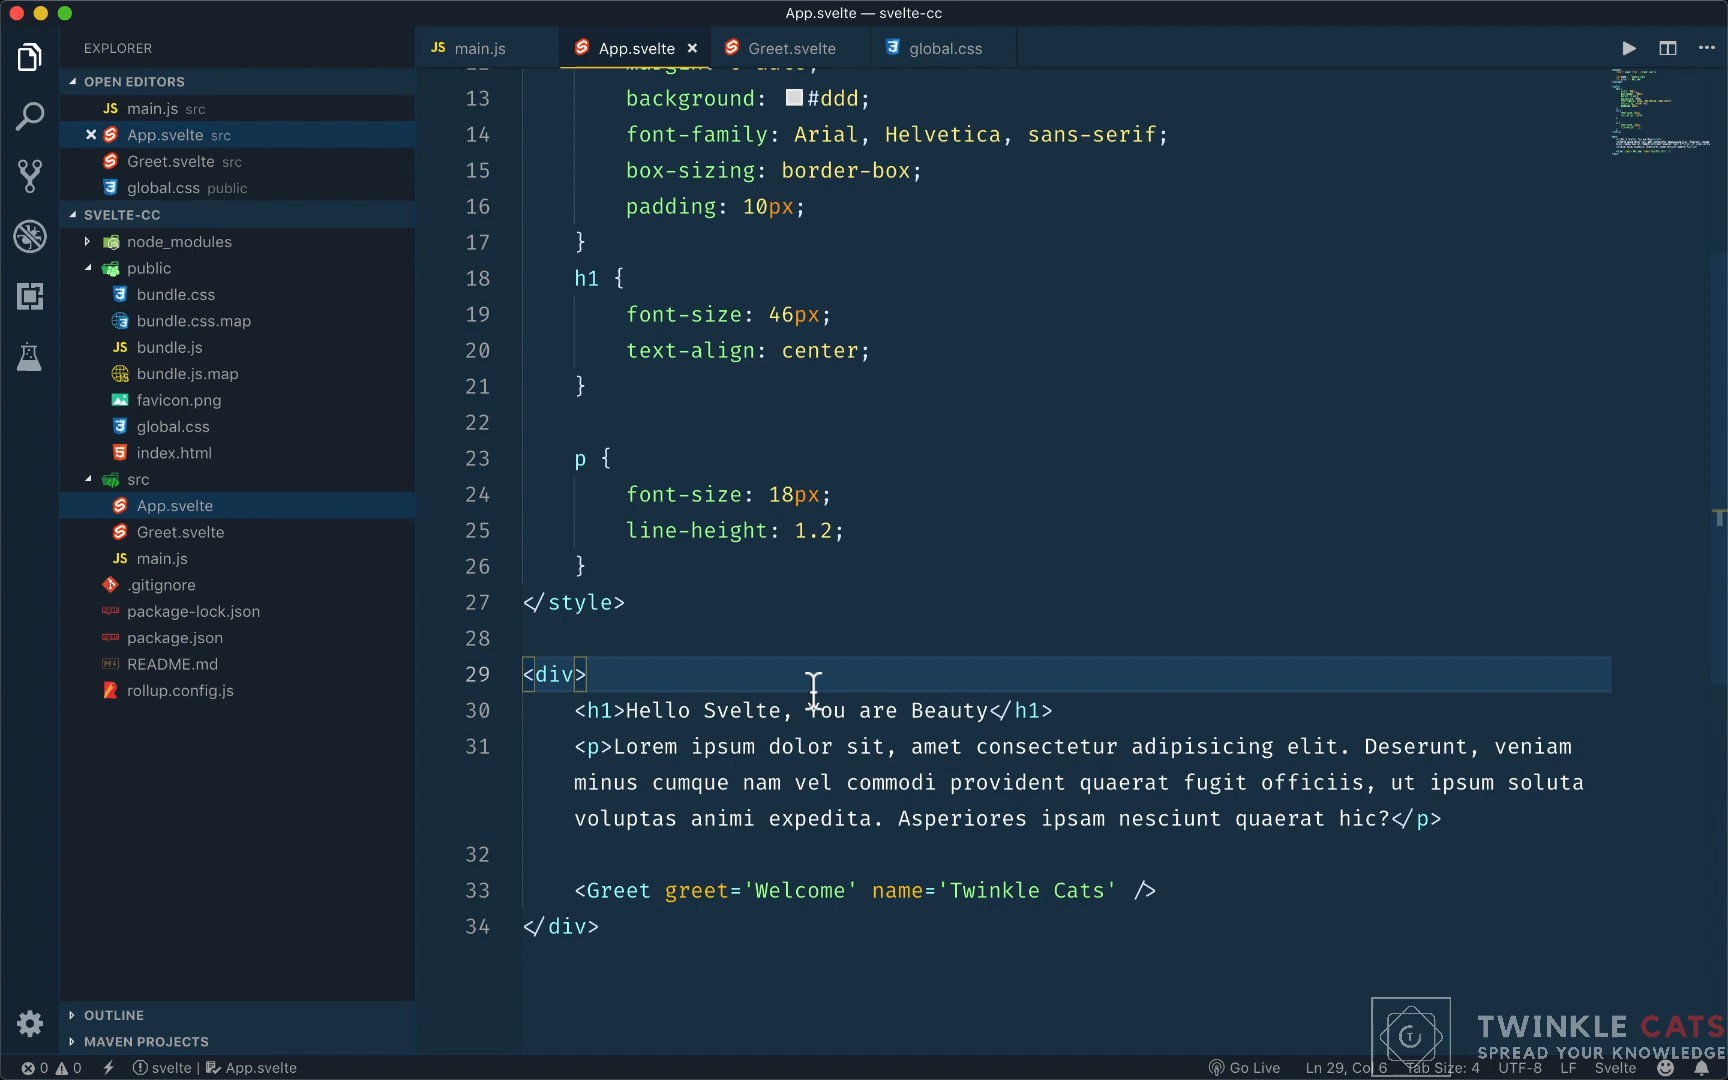 App.svelte — svelte-cc
EXPLORER
OPEN EDITORS
JS main.js src
App.svelte src
Greet.svelte src
global.css public
SVELTE-CC
node_modules
public
bundle.css
bundle.css.map
JS bundle.js
bundle.js.map
favicon.png
global.css
index.html
src
App.svelte
Greet.svelte
JS main.js
.gitignore
package-lock.json
package.json
README.md
rollup.config.js
OUTLINE
MAVEN PROJECTS
JS main.js
App.svelte
Greet.svelte
global.css
13 background: #ddd;
14 font-family: Arial, Helvetica, sans-serif;
15 box-sizing: border-box;
16 padding: 10px;
17 }
18 h1 {
19 font-size: 46px;
20 text-align: center;
21 }
22
23 p {
24 font-size: 18px;
25 line-height: 1.2;
26 }
27 </style>
28
29 <div>
30 <h1>Hello Svelte, You are Beauty</h1>
31 <p>Lorem ipsum dolor sit, amet consectetur adipisicing elit. Deserunt, veniam
minus cumque nam vel commodi provident quaerat fugit officiis, ut ipsum soluta
voluptas animi expedita. Asperiores ipsam nesciunt quaerat hic?</p>
32
33 <Greet greet='Welcome' name='Twinkle Cats' />
34 </div>
TWINKLE CATS
SPREAD YOUR KNOWLEDGE
0 0 svelte App.svelte
Go Live Ln 29, Col 6 Tab Size: 4 UTF-8 LF Svelte